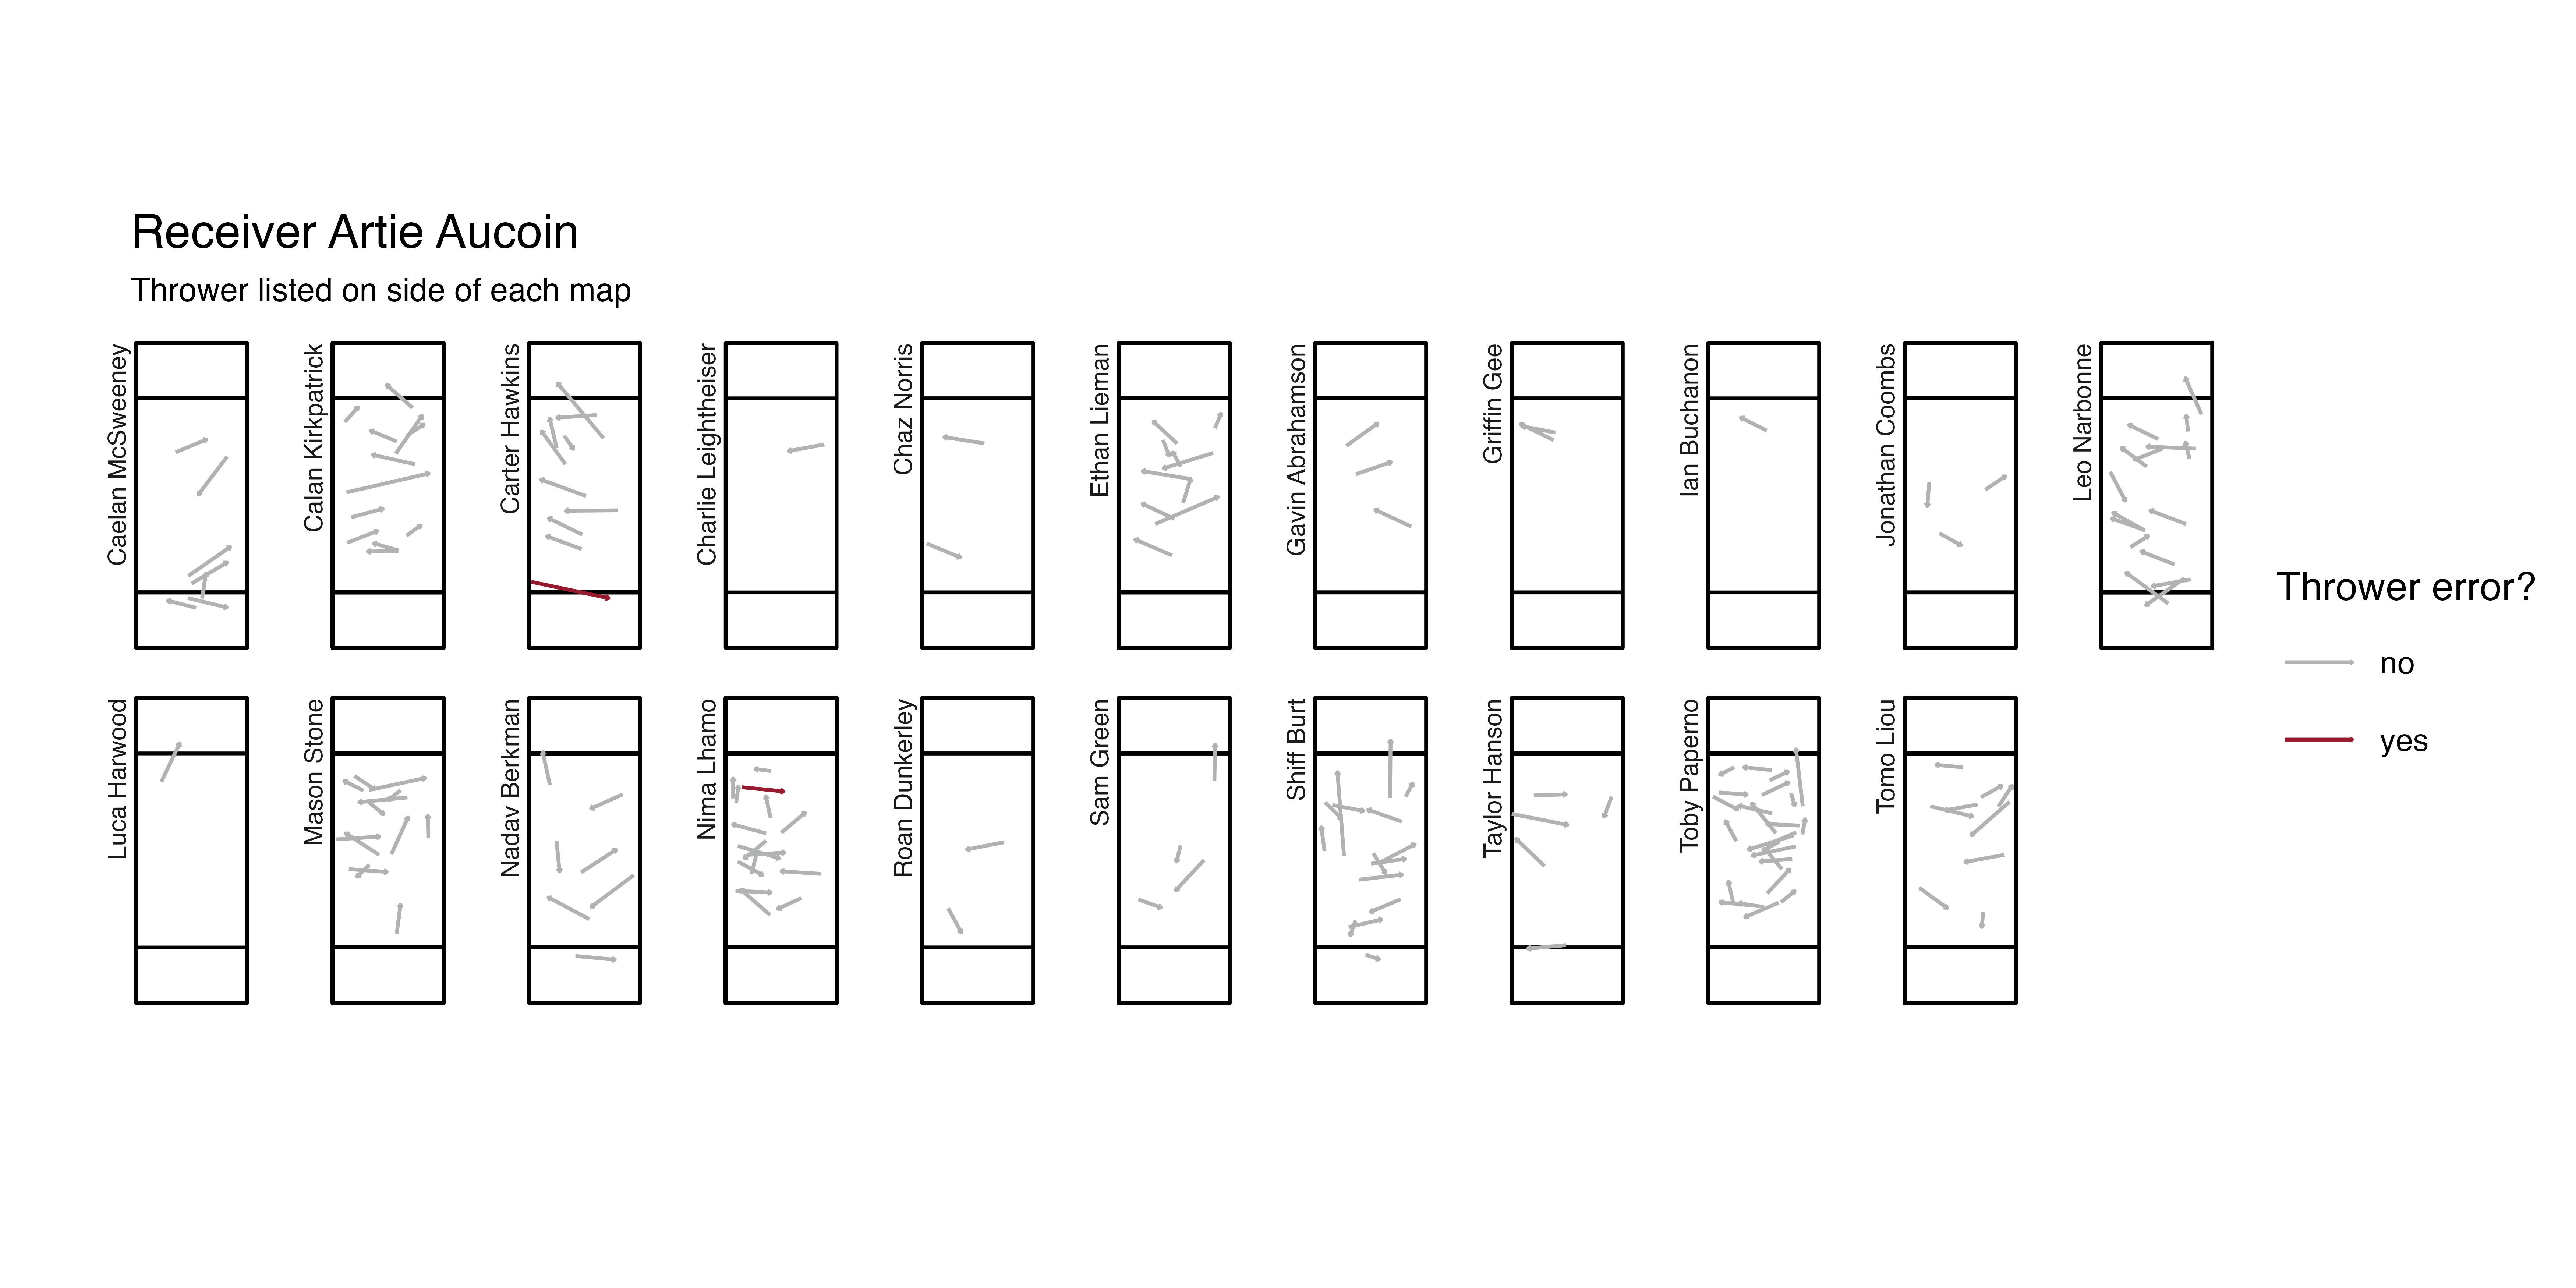 Receiver Artie Aucoin
Thrower listed on side of each map
Caelan McSweeney
Calan Kirkpatrick
Carter Hawkins
Charlie Leightheiser
Chaz Norris
Ethan Lieman
Gavin Abrahamson
Griffin Gee
Ian Buchanon
Jonathan Coombs
Leo Narbonne
Luca Harwood
Mason Stone
Nadav Berkman
Nima Lhamo
Roan Dunkerley
Sam Green
Shiff Burt
Taylor Hanson
Toby Paperno
Tomo Liou
Thrower error?
no
yes